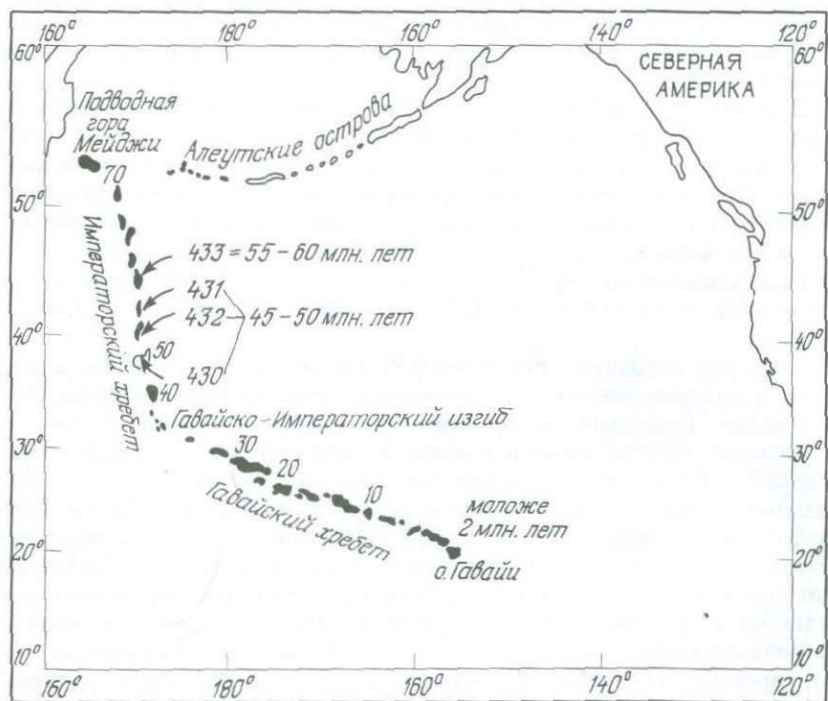 160° 180° 160° 140° 120°
60° 60°
СЕВЕРНАЯ
АМЕРИКА
Подводная
гора
Мейджи
Алеутские острова
70
50° 50°
Императорский хребет
433 = 55 – 60 млн. лет
431
432 45 – 50 млн. лет
40° 40°
50
430
40
Гавайско – Императорский изгиб
30° 30°
30
20
10
Гавайский хребет
моложе
2 млн. лет
20° 20°
о. Гавайи
10° 10°
160° 180° 160° 140° 120°